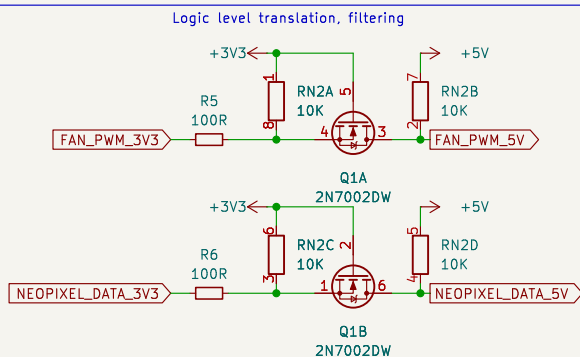 Logic level translation, filtering
+3V3
+5V
1
5
7
RN2A
10K
RN2B
10K
R5
100R
8
2
FAN_PWM_3V3
4
3
FAN_PWM_5V
Q1A
2N7002DW
+3V3
+5V
6
2
5
RN2C
10K
RN2D
10K
R6
100R
3
4
NEOPIXEL_DATA_3V3
1
6
NEOPIXEL_DATA_5V
Q1B
2N7002DW